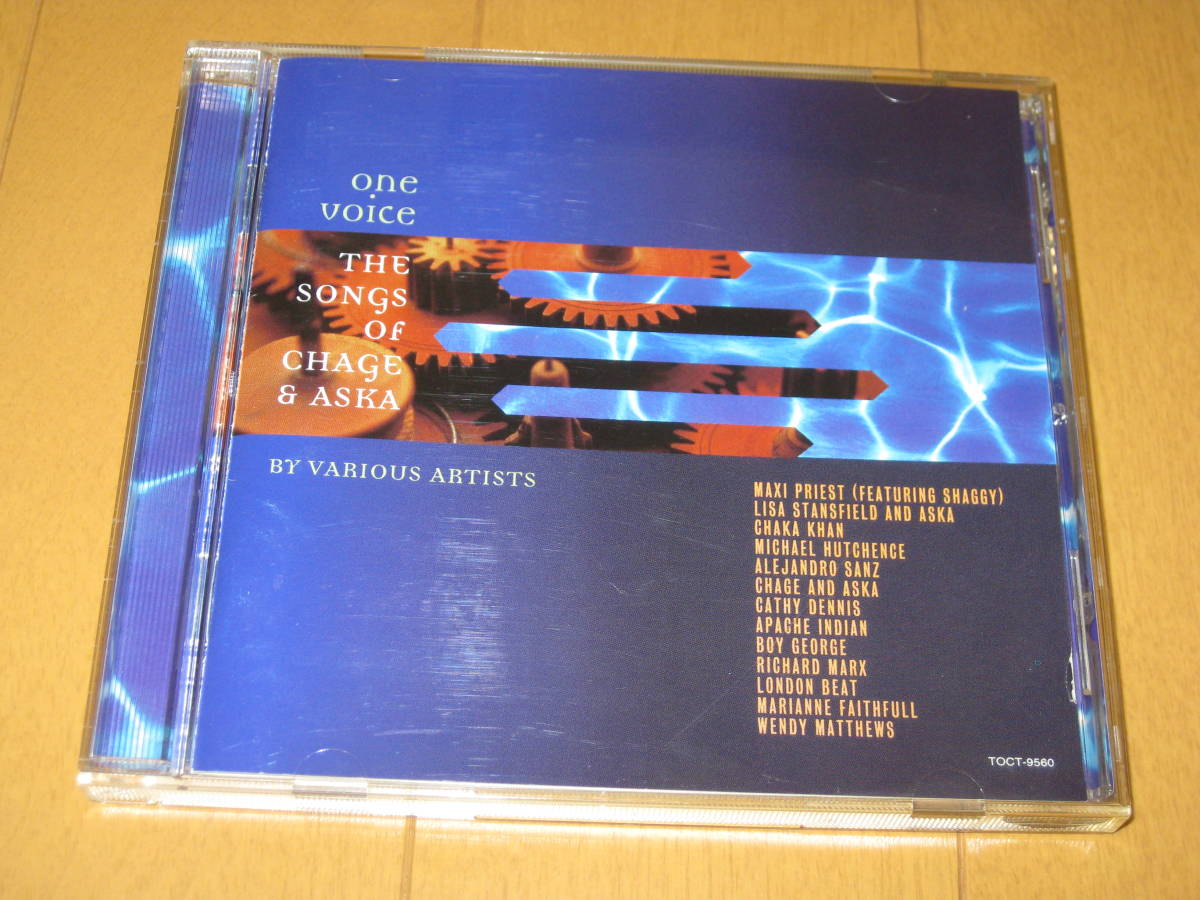 one
voice
THE
SONGS
OF
CHAGE
& ASKA
BY VARIOUS ARTISTS
MAXI PRIEST (FEATURING SHAGGY)
LISA STANSFIELD AND ASKA
CHAKA KHAN
MICHAEL HUTCHENCE
ALEJANDRO SANZ
CHAGE AND ASKA
CATHY DENNIS
APACHE INDIAN
BOY GEORGE
RICHARD MARX
LONDON BEAT
MARIANNE FAITHFULL
WENDY MATTHEWS
TOCT-9560